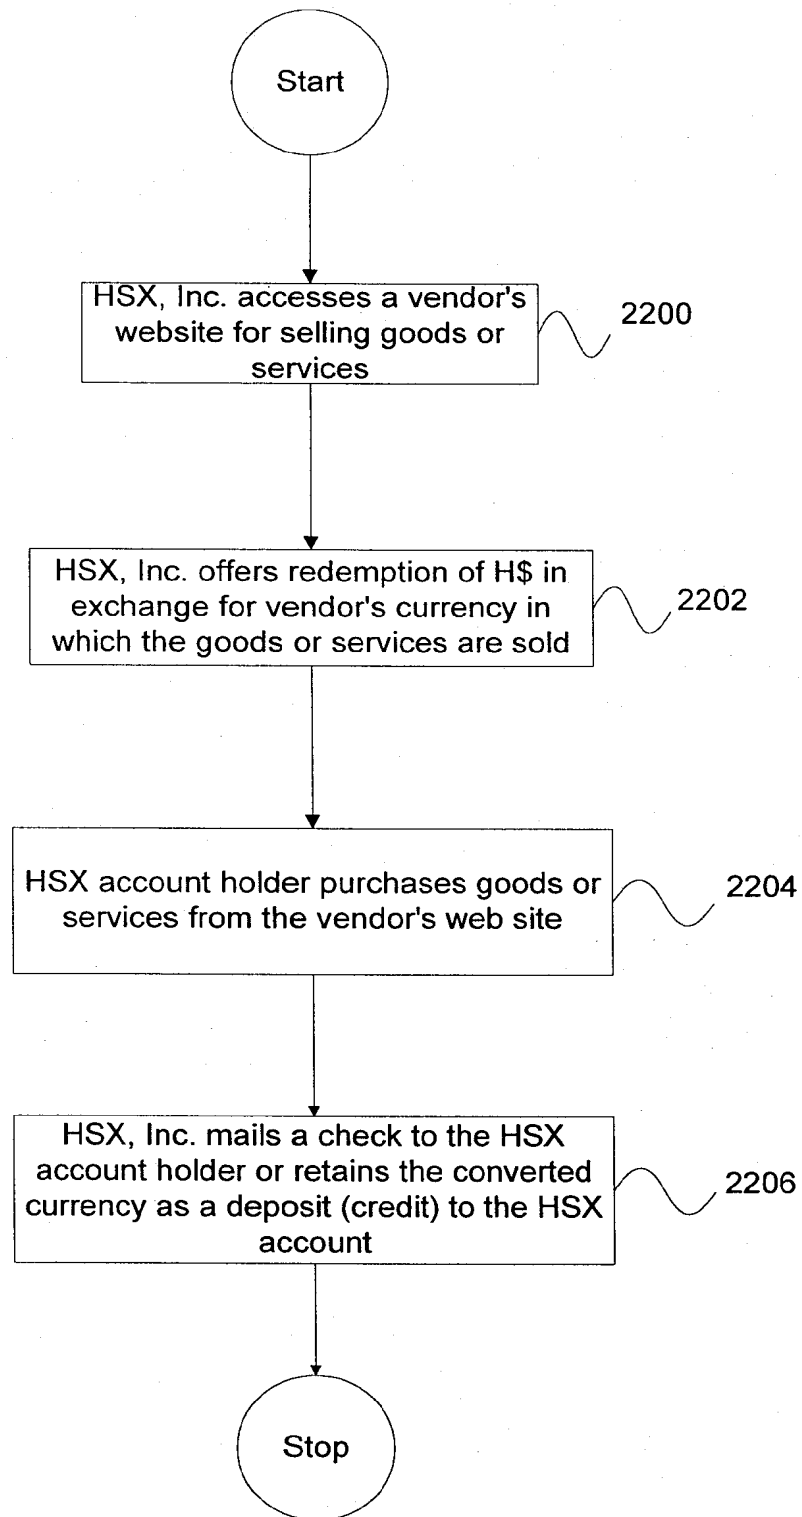 Start
HSX, Inc. accesses a vendor's
website for selling goods or
services
2200
HSX, Inc. offers redemption of H$ in
exchange for vendor's currency in
which the goods or services are sold
2202
HSX account holder purchases goods or
services from the vendor's web site
2204
HSX, Inc. mails a check to the HSX
account holder or retains the converted
currency as a deposit (credit) to the HSX
account
2206
Stop